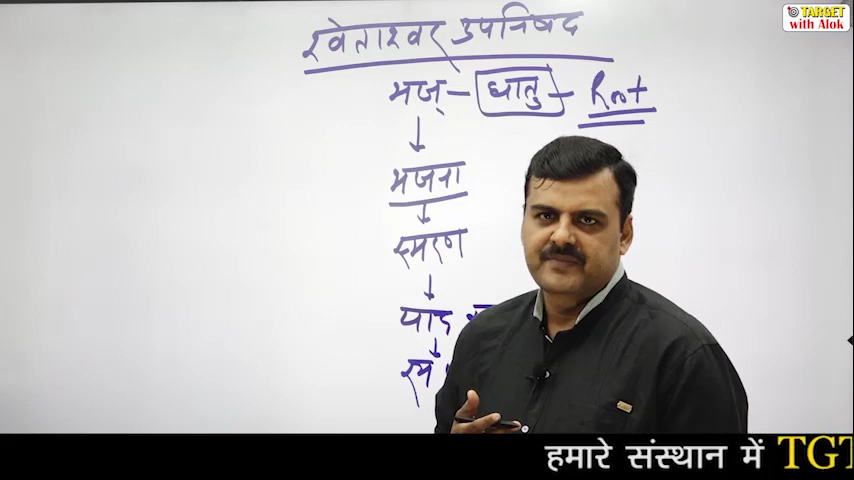 TARGET
with Alok
श्वेताश्वर उपनिषद
भज् - धातु - Root
↓
भजना
↓
स्मरण
↓
याद
↓
हमारे संस्थान में TGT